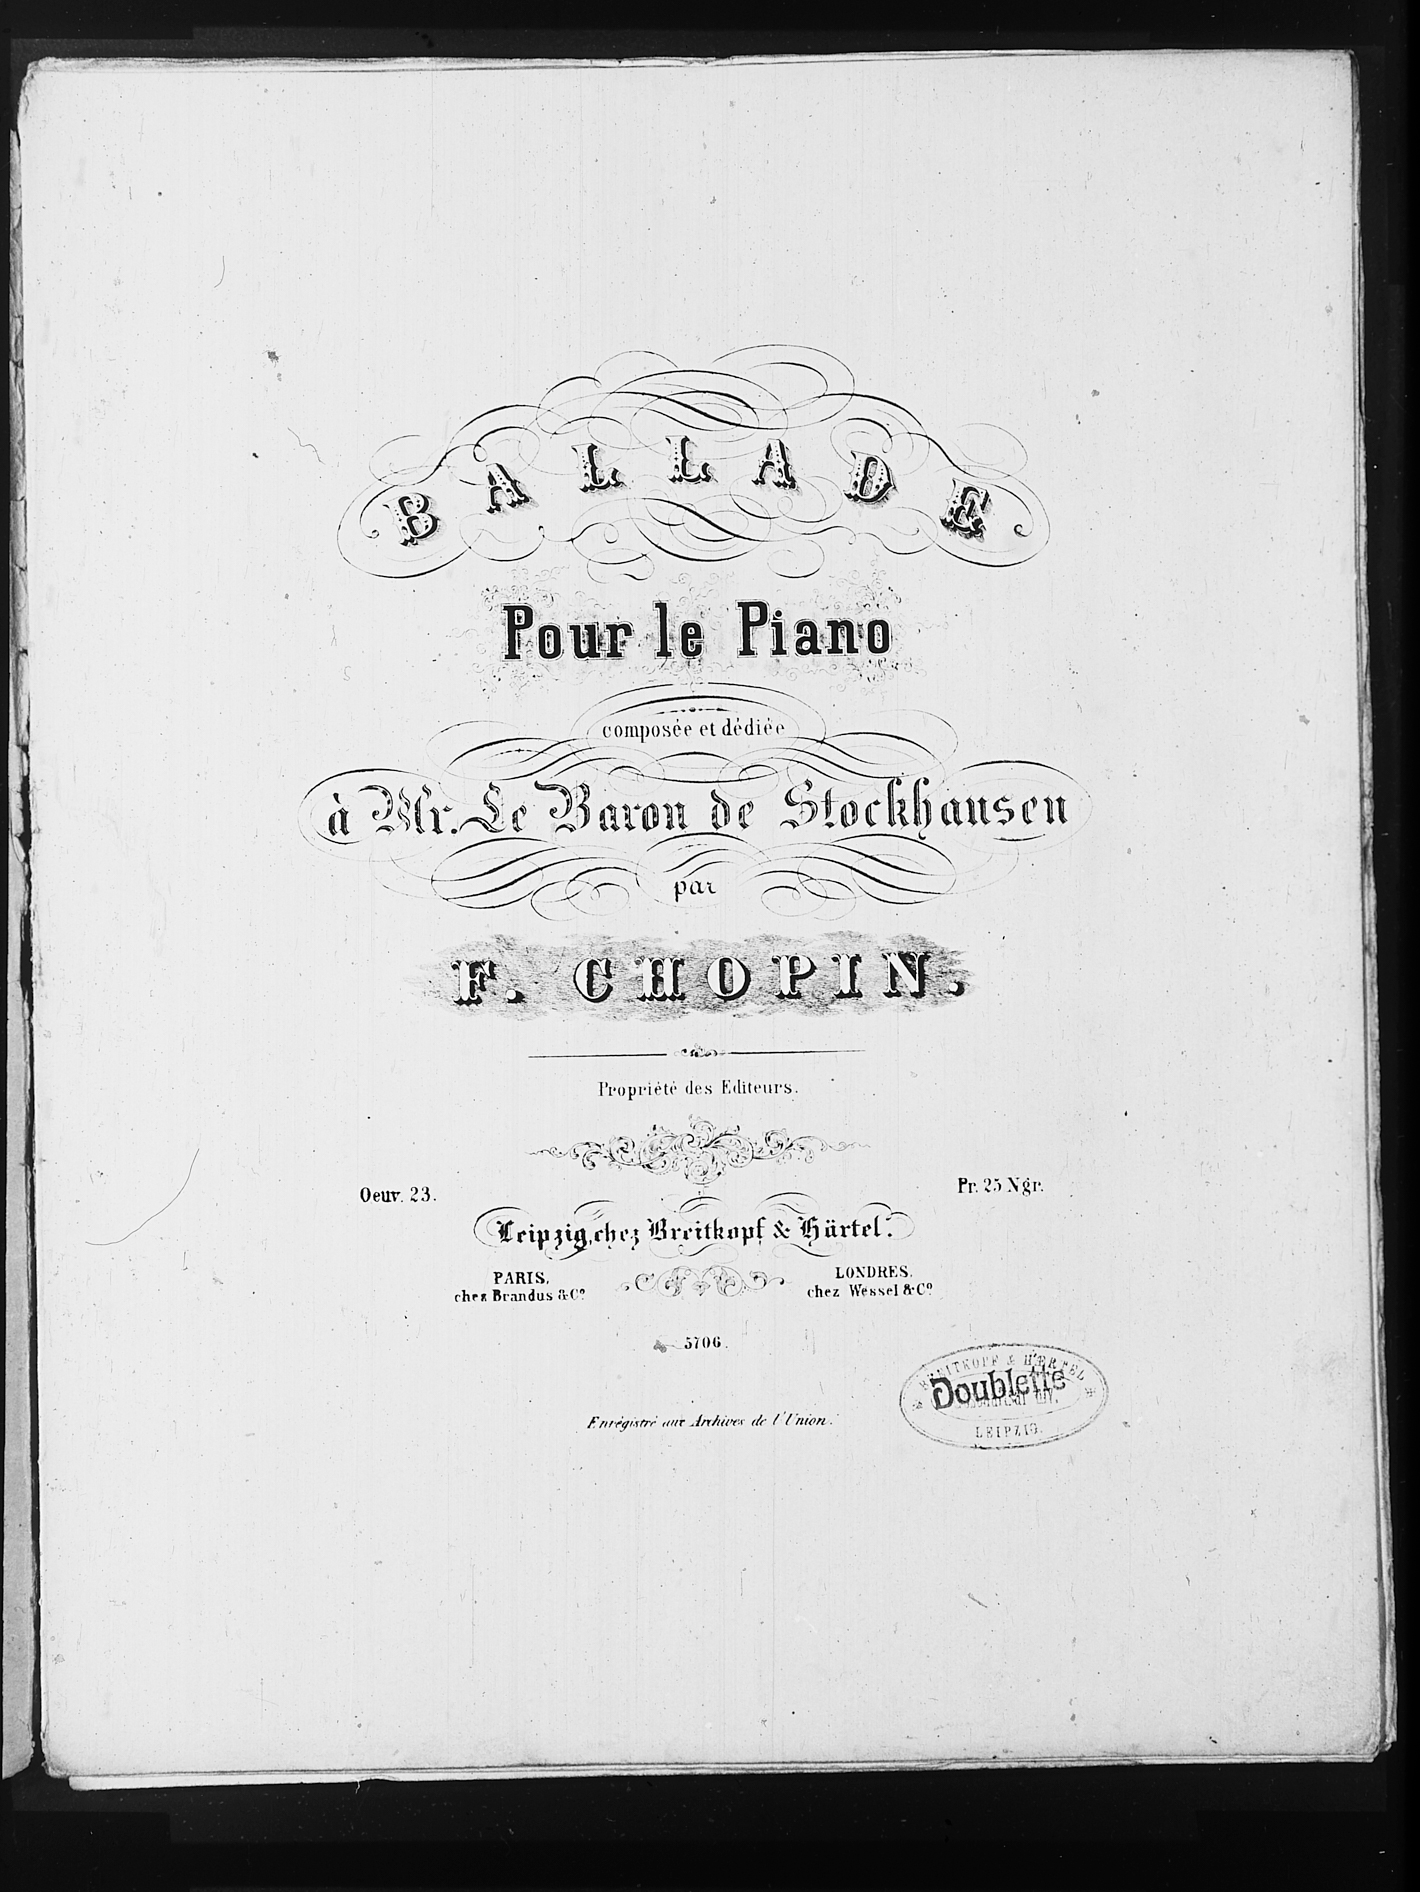 BALLADE
Pour le Piano
composée et dédiée
à Mr. Le Baron de Stockhausen
par
F. CHOPIN.
Propriété des Editeurs.
Oeuv. 23.
Pr. 25 Ngr.
Leipzig, chez Breitkopf & Härtel.
PARIS,
chez Brandus & Cº
LONDRES,
chez Wessel & Cº
5706.
BREITKOPF & HÆRTEL
Doublette
LEIPZIG.
Enrégistré aux Archives de l'Union.